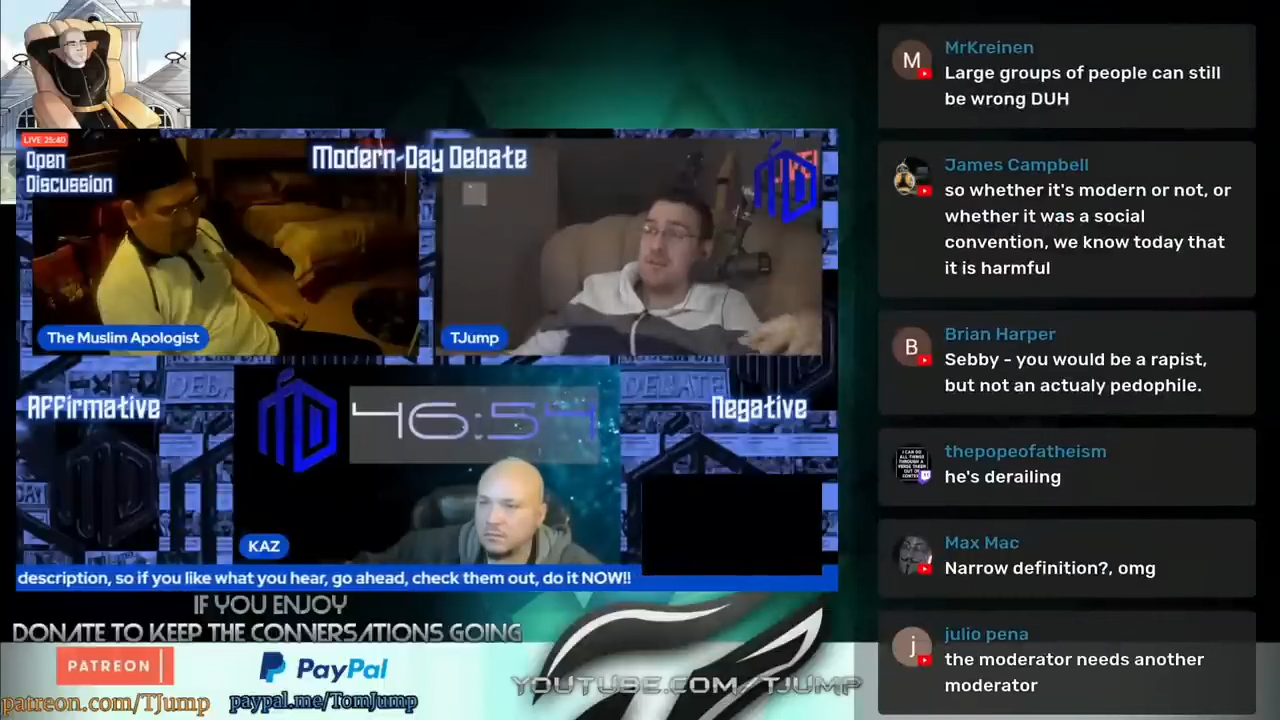 LIVE 25:40
Open
Discussion
Modern-Day Debate
The Muslim Apologist
TJump
Affirmative
46:54
Negative
KAZ
description, so if you like what you hear, go ahead, check them out, do it NOW!!
IF YOU ENJOY
DONATE TO KEEP THE CONVERSATIONS GOING
PATREON
PayPal
patreon.com/TJump
paypal.me/TomJump
YOUTUBE.COM/TJUMP
M
MrKreinen
Large groups of people can still
be wrong DUH
James Campbell
so whether it's modern or not, or
whether it was a social
convention, we know today that
it is harmful
B
Brian Harper
Sebby - you would be a rapist,
but not an actualy pedophile.
thepopeofatheism
he's derailing
Max Mac
Narrow definition?, omg
j
julio pena
the moderator needs another
moderator